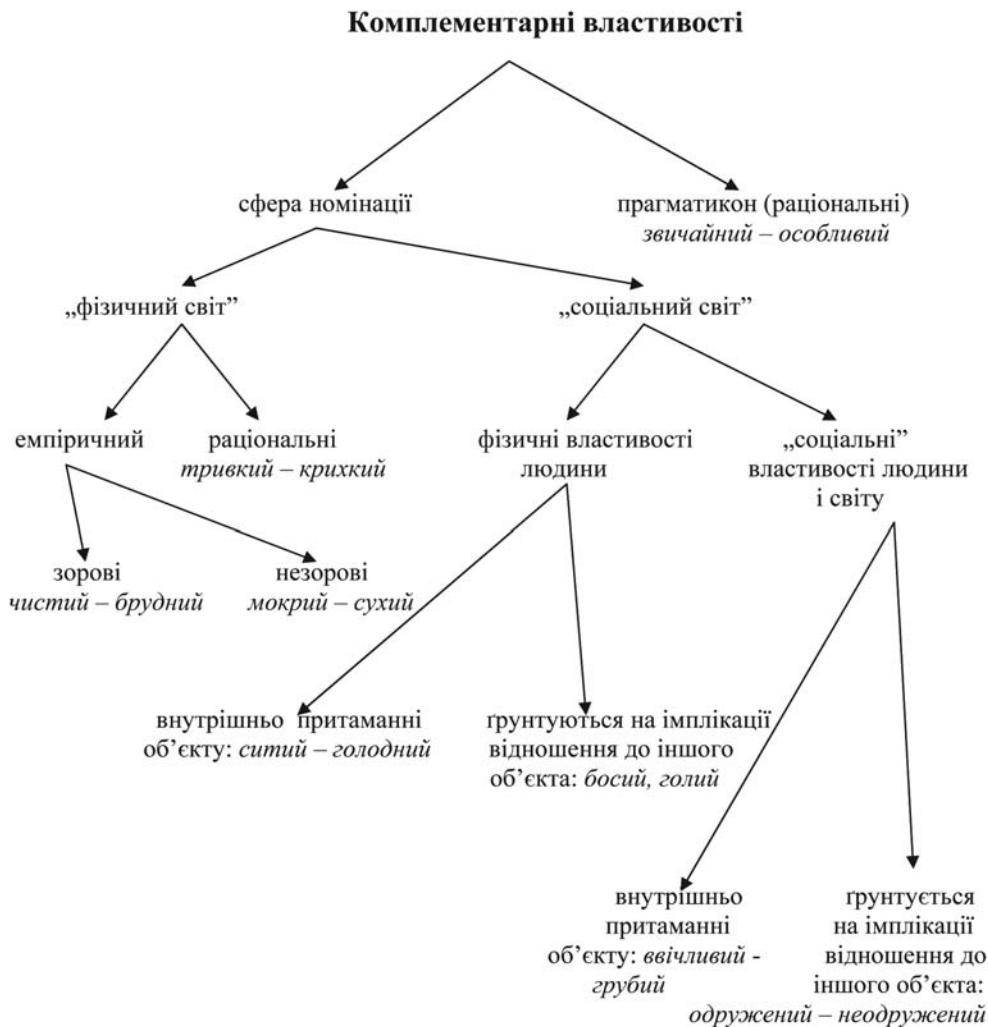 Комплементарні властивості
сфера номінації
прагматикон (раціональні)
звичайний – особливий
„фізичний світ”
„соціальний світ”
емпіричний
раціональні
тривкий – крихкий
фізичні властивості
людини
„соціальні”
властивості людини
і світу
зорові
чистий – брудний
незорові
мокрий – сухий
внутрішньо притаманні
об’єкту: ситий – голодний
ґрунтуються на імплікації
відношення до іншого
об’єкта: босий, голий
внутрішньо
притаманні
об’єкту: ввічливий -
грубий
ґрунтується
на імплікації
відношення до
іншого об’єкта:
одружений – неодружений